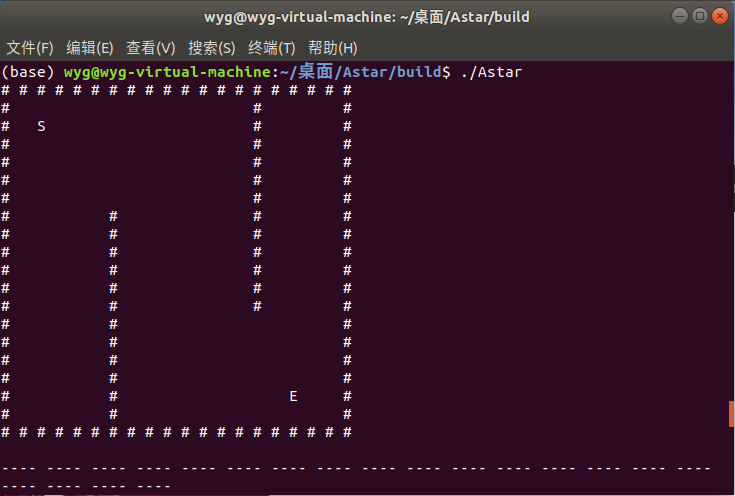 wyg@wyg-virtual-machine: ~/桌面/Astar/build
文件(F) 编辑(E) 查看(V) 搜索(S) 终端(T) 帮助(H)
(base) wyg@wyg-virtual-machine:~/桌面/Astar/build$ ./Astar
# # # # # # # # # # # # # # # # # # # #
#                           #         #
#   S                       #         #
#                           #         #
#                           #         #
#                           #         #
#                           #         #
#           #               #         #
#           #               #         #
#           #               #         #
#           #               #         #
#           #               #         #
#           #               #         #
#           #                         #
#           #                         #
#           #                         #
#           #                         #
#           #                   E     #
#           #                         #
# # # # # # # # # # # # # # # # # # # #
---- ---- ---- ---- ---- ---- ---- ---- ---- ---- ---- ---- ---- ---- ---- ----
---- ---- ---- ----